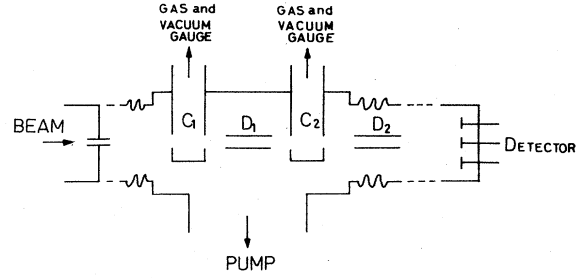 GAS and
VACUUM
GAUGE
GAS and
VACUUM
GAUGE
BEAM
C1
D1
C2
D2
DETECTOR
PUMP